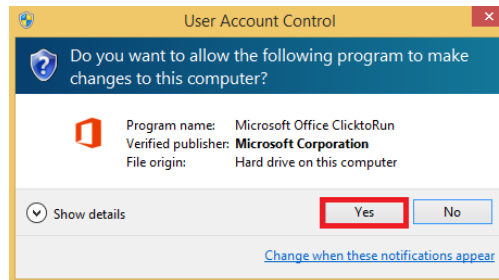 User Account Control
Do you want to allow the following program to make
changes to this computer?
Program name: Microsoft Office ClicktoRun
Verified publisher: Microsoft Corporation
File origin: Hard drive on this computer
Show details
Yes
No
Change when these notifications appear